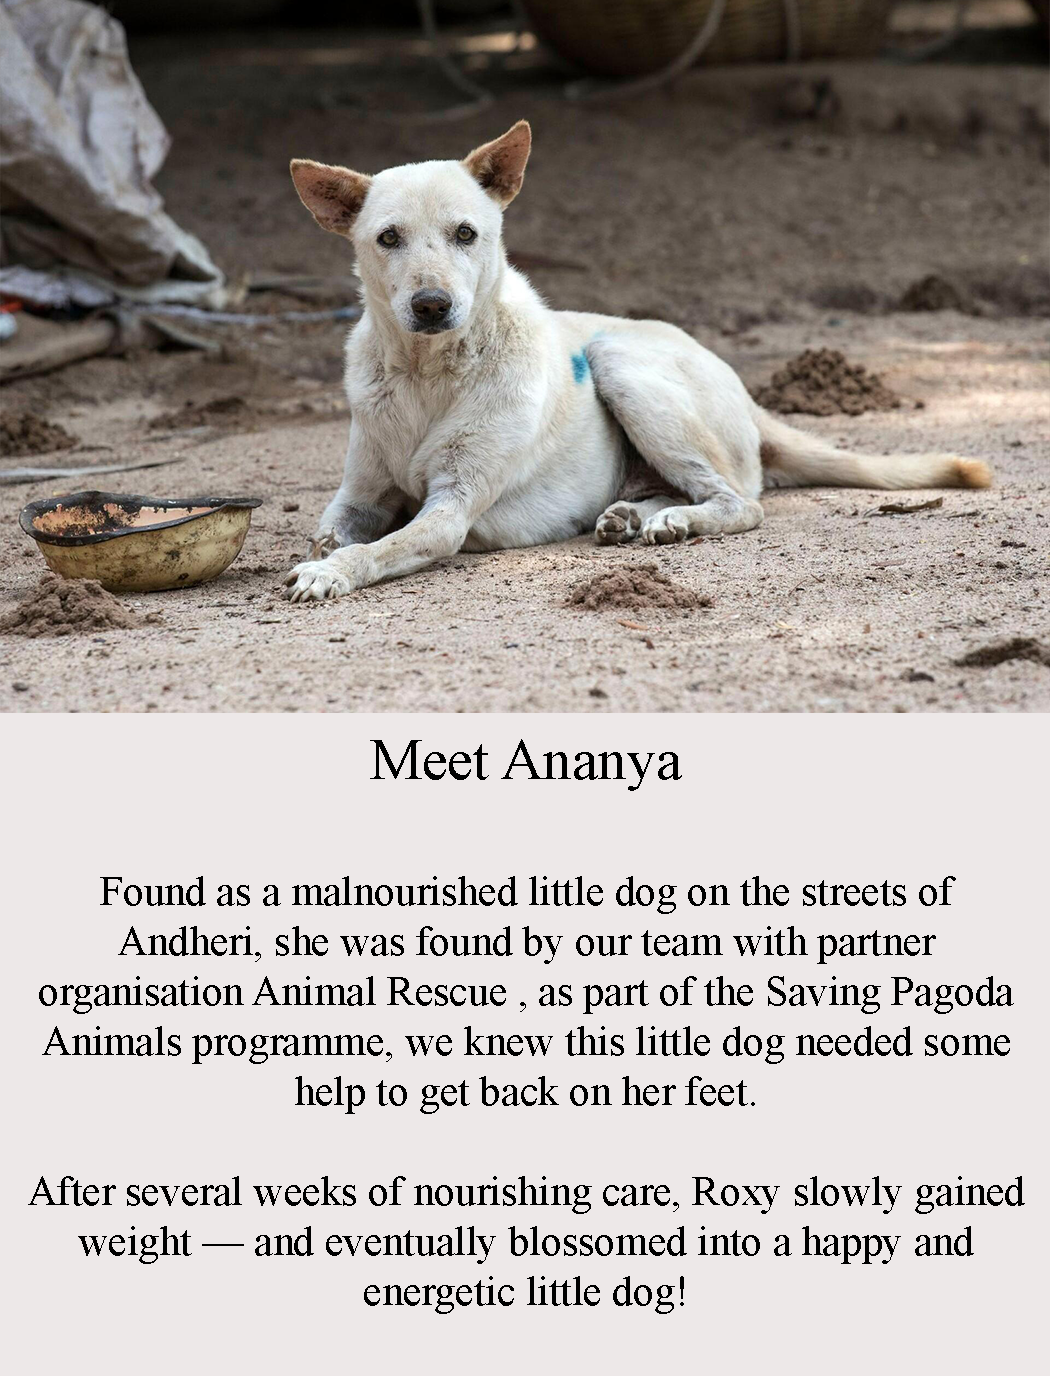 Meet Ananya
Found as a malnourished little dog on the streets of
Andheri, she was found by our team with partner
organisation Animal Rescue , as part of the Saving Pagoda
Animals programme, we knew this little dog needed some
help to get back on her feet.
After several weeks of nourishing care, Roxy slowly gained
weight — and eventually blossomed into a happy and
energetic little dog!